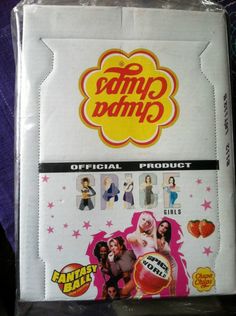 Chupa
Chups
OFFICIAL PRODUCT
SPICE
GIRLS
FANTASY
BALL
Chupa
Chups